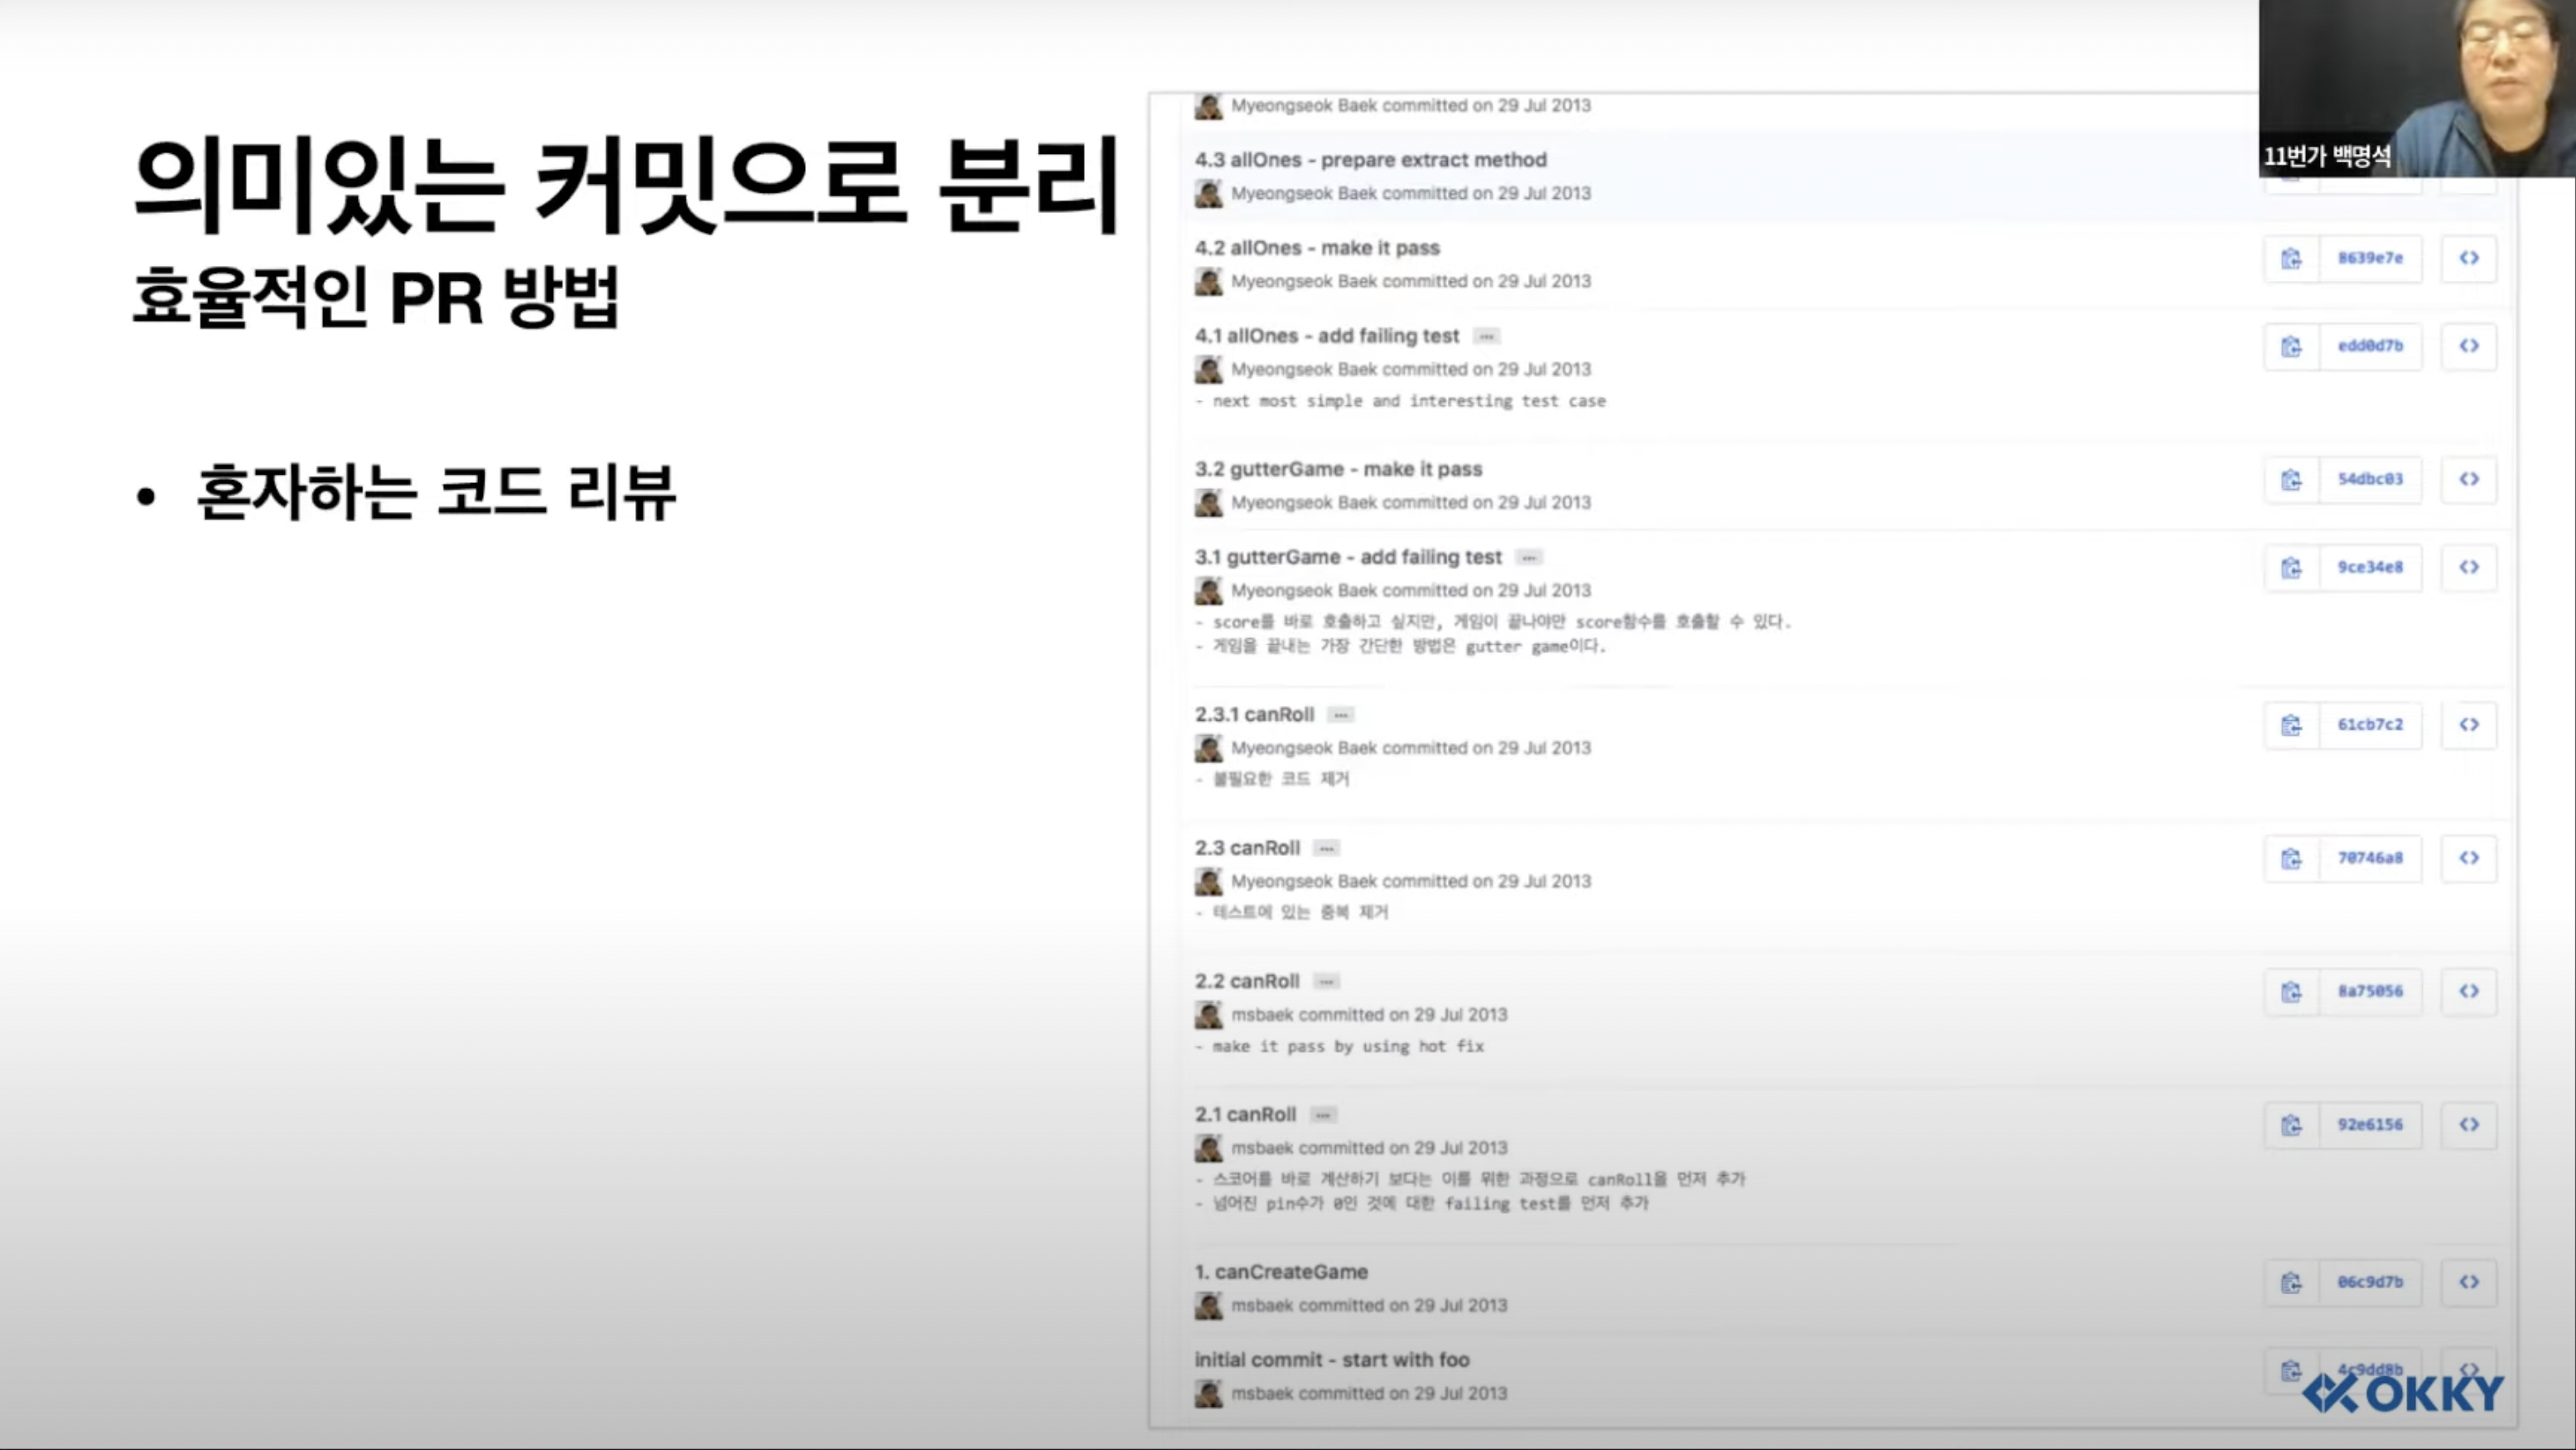 의미있는 커밋으로 분리
효율적인 PR 방법
• 혼자하는 코드 리뷰
Myeongseok Baek committed on 29 Jul 2013
4.3 allOnes - prepare extract method
Myeongseok Baek committed on 29 Jul 2013
4.2 allOnes - make it pass
Myeongseok Baek committed on 29 Jul 2013
8639e7e
4.1 allOnes - add failing test
Myeongseok Baek committed on 29 Jul 2013
- next most simple and interesting test case
edd0d7b
3.2 gutterGame - make it pass
Myeongseok Baek committed on 29 Jul 2013
54dbc03
3.1 gutterGame - add failing test
Myeongseok Baek committed on 29 Jul 2013
- score를 바로 호출하고 싶지만, 게임이 끝나야만 score함수를 호출할 수 있다.
- 게임을 끝내는 가장 간단한 방법은 gutter game이다.
9ce34e8
2.3.1 canRoll
Myeongseok Baek committed on 29 Jul 2013
- 불필요한 코드 제거
61cb7c2
2.3 canRoll
Myeongseok Baek committed on 29 Jul 2013
- 테스트에 있는 중복 제거
70746a8
2.2 canRoll
msbaek committed on 29 Jul 2013
- make it pass by using hot fix
8a75056
2.1 canRoll
msbaek committed on 29 Jul 2013
- 스코어를 바로 계산하기 보다는 이를 위한 과정으로 canRoll을 먼저 추가
- 넘어진 pin수가 0인 것에 대한 failing test를 먼저 추가
92e6156
1. canCreateGame
msbaek committed on 29 Jul 2013
06c9d7b
initial commit - start with foo
msbaek committed on 29 Jul 2013
4c9dd8b
11번가 백명석
OKKY